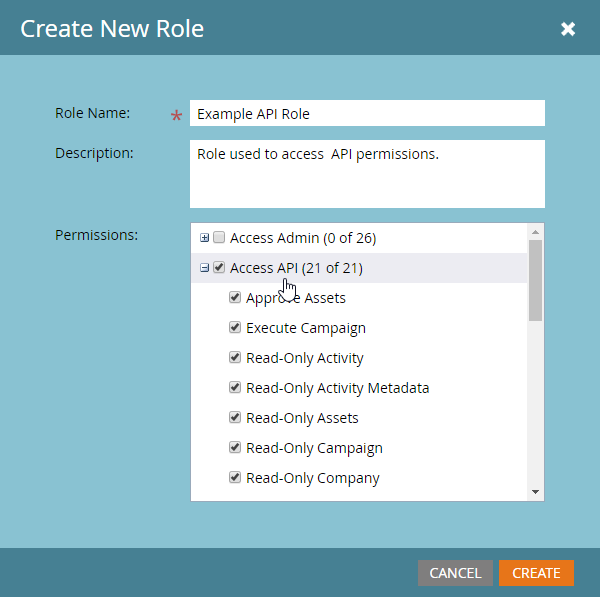 Create New Role
Role Name: * Example API Role
Description: Role used to access  API permissions.
Permissions: Access Admin (0 of 26)
Access API (21 of 21)
Approve Assets
Execute Campaign
Read-Only Activity
Read-Only Activity Metadata
Read-Only Assets
Read-Only Campaign
Read-Only Company
CANCEL CREATE